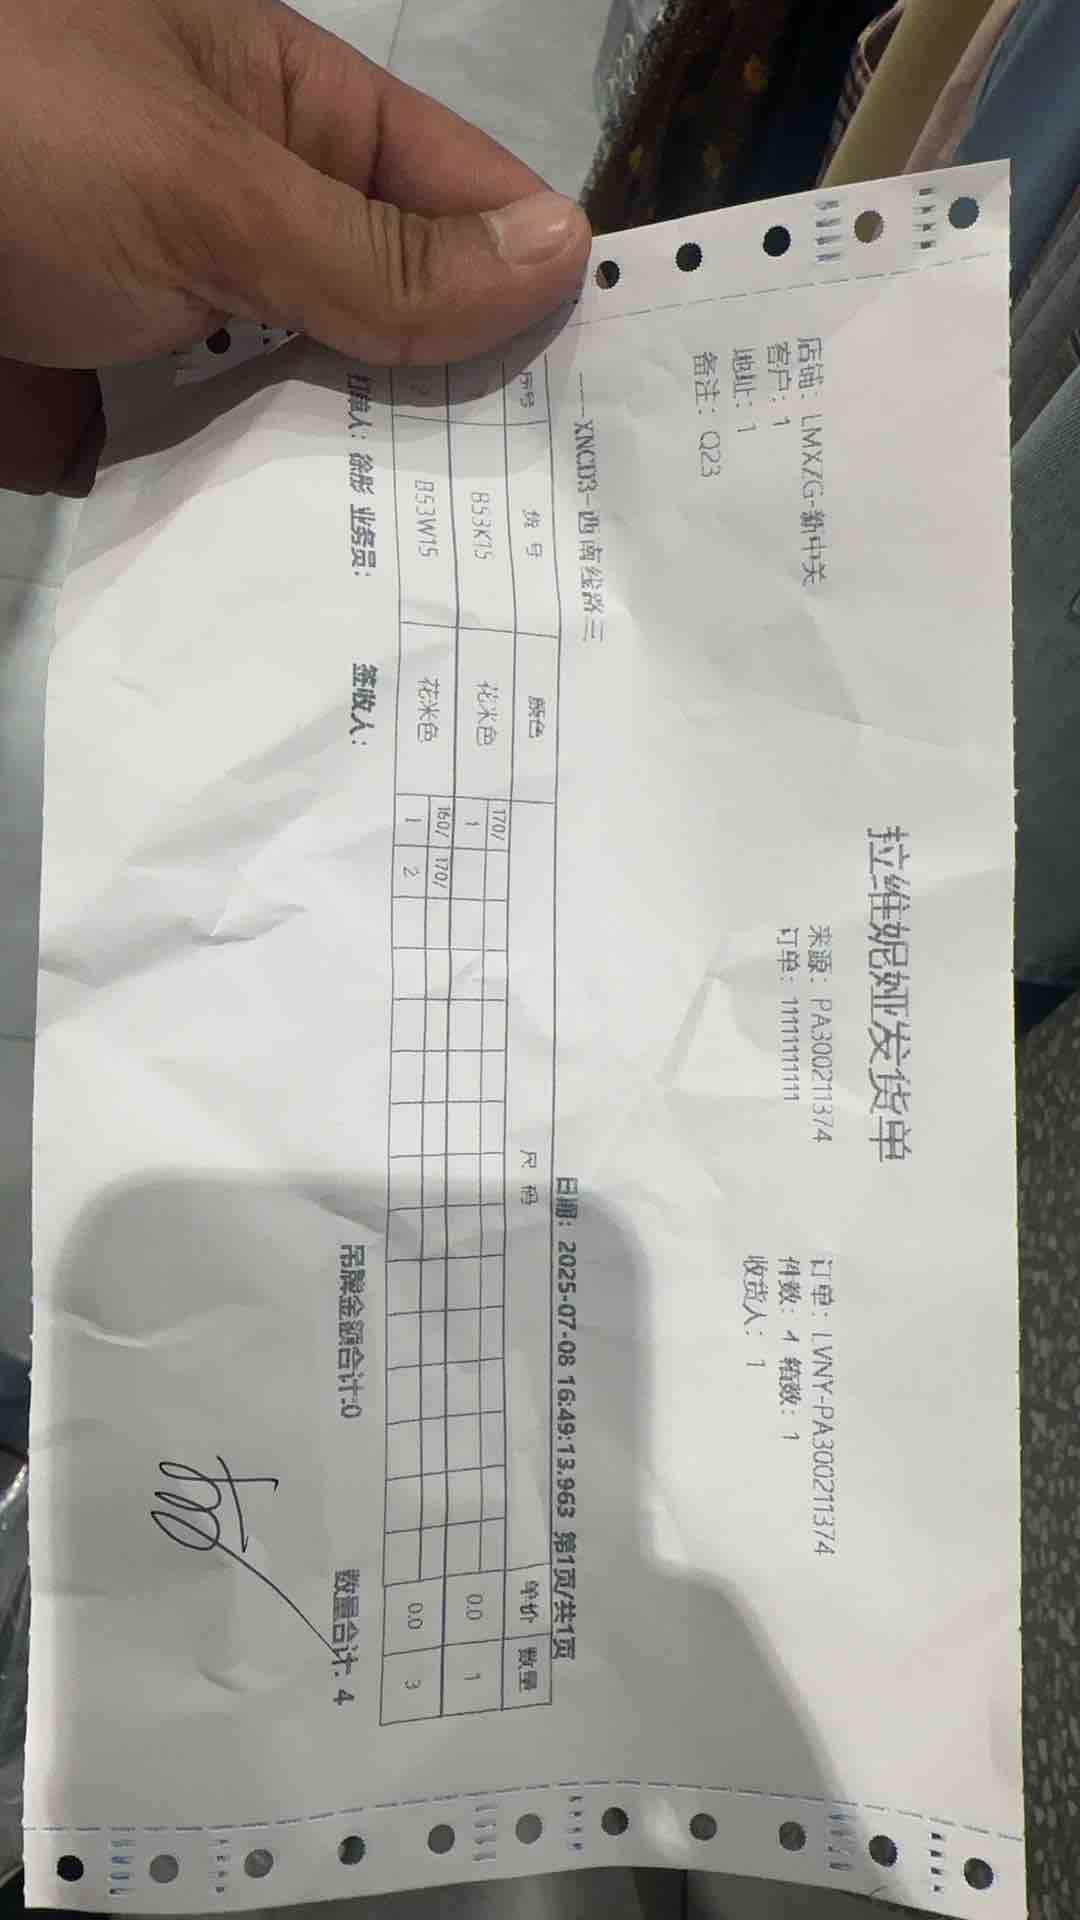 拉维妮娅发货单
店铺：LMXZG-新中关 来源：PA300211374 订单：LVNY-PA300211374
客户：1 订单：1111111111 件数：4 箱数：1
地址：1 收货人：1
备注：Q23
----XNCD3-西南线路三 日期：2025-07-08 16:49:13.963 第1页/共1页
序号 货号 颜色 尺码 单价 数量
170/
B53K15 花米色 1 0.0 1
160/ 170/
2 B53W15 花米色 1 2 0.0 3
打单人：徐彪 业务员： 签收人： 吊牌金额合计:0 数量合计: 4